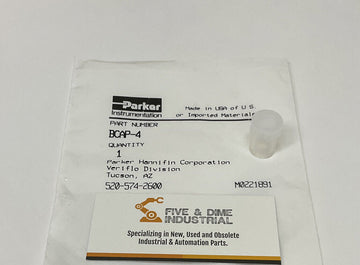 Parker
Instrumentation
Made in USA of U.S.
or Imported Materials
PART NUMBER
BCAP-4
QUANTITY
1
Parker Hannifin Corporation
Veriflo Division
Tucson, AZ
520-574-2600
M0221891
FIVE & DIME
INDUSTRIAL
Specializing in New, Used and Obsolete
Industrial & Automation Parts.